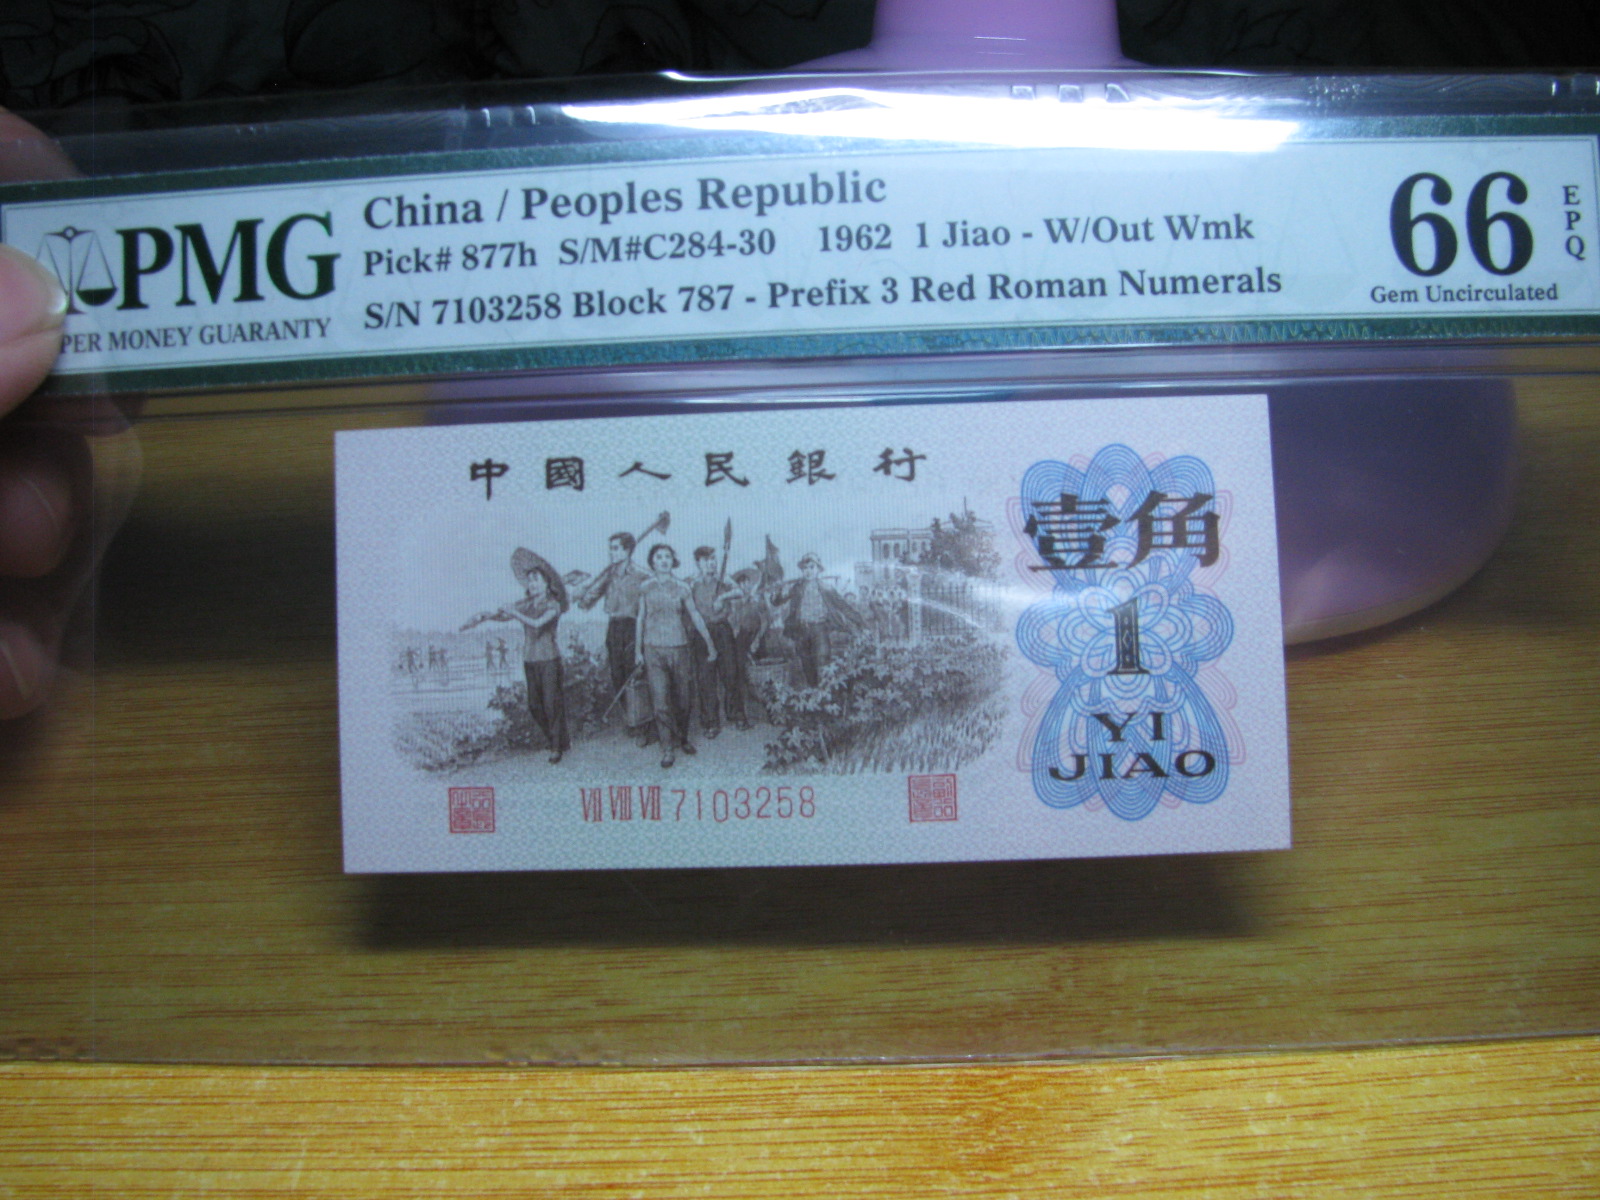 PMG
PER MONEY GUARANTY
China / Peoples Republic
Pick# 877h S/M#C284-30 1962 1 Jiao - W/Out Wmk
S/N 7103258 Block 787 - Prefix 3 Red Roman Numerals
66
EPQ
Gem Uncirculated
中國人民銀行
壹角
1
YI
JIAO
VII VIII VII 7103258